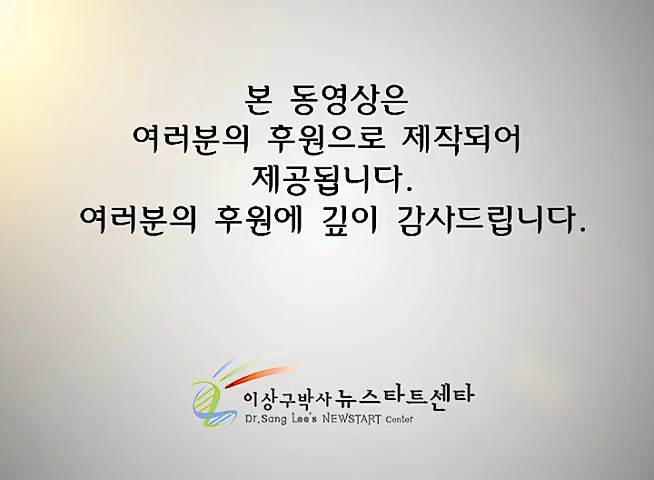 본 동영상은
여러분의 후원으로 제작되어
제공됩니다.
여러분의 후원에 깊이 감사드립니다.
이상구박사 뉴스타트센타
Dr.Sang Lee's NEWSTART Center